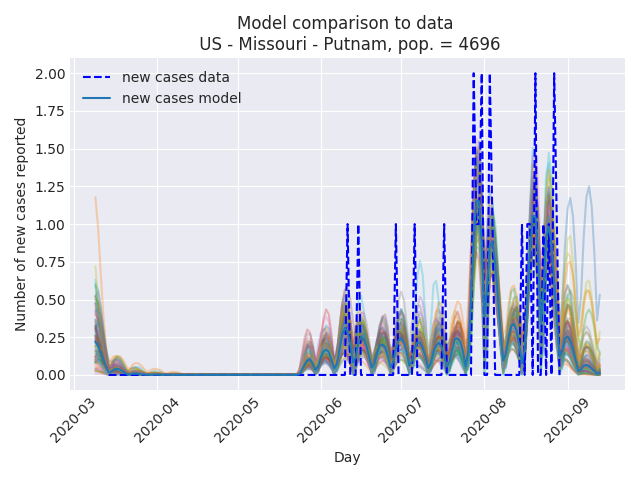 Model comparison to data
US - Missouri - Putnam, pop. = 4696
new cases data
new cases model
Number of new cases reported
2.00
1.75
1.50
1.25
1.00
0.75
0.50
0.25
0.00
2020-03
2020-04
2020-05
2020-06
2020-07
2020-08
2020-09
Day